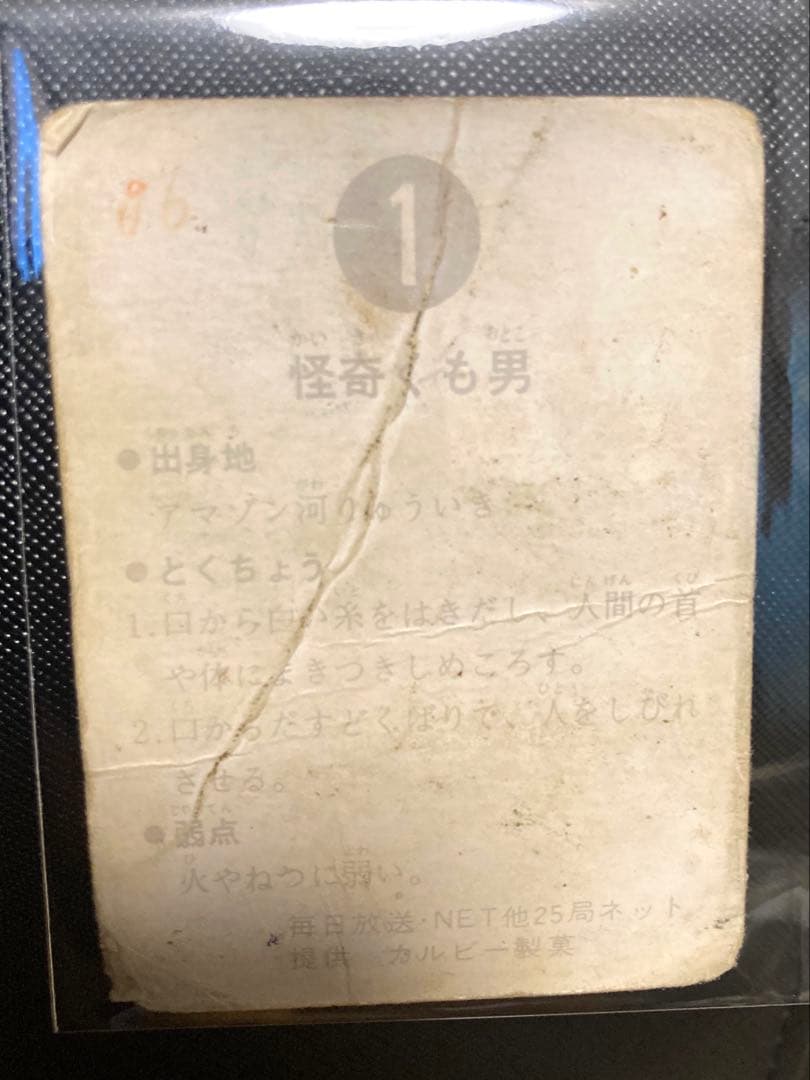 86
1
怪奇くも男
●出身地
アマゾン河りゅういき
●とくちょう
1.口から白い糸をはきだし、人間の首
や体にまきつきしめころす。
2.口からだすどくばりで、人をしびれ
させる。
●弱点
火やねつに弱い。
毎日放送・NET他25局ネット
提供 カルビー製菓